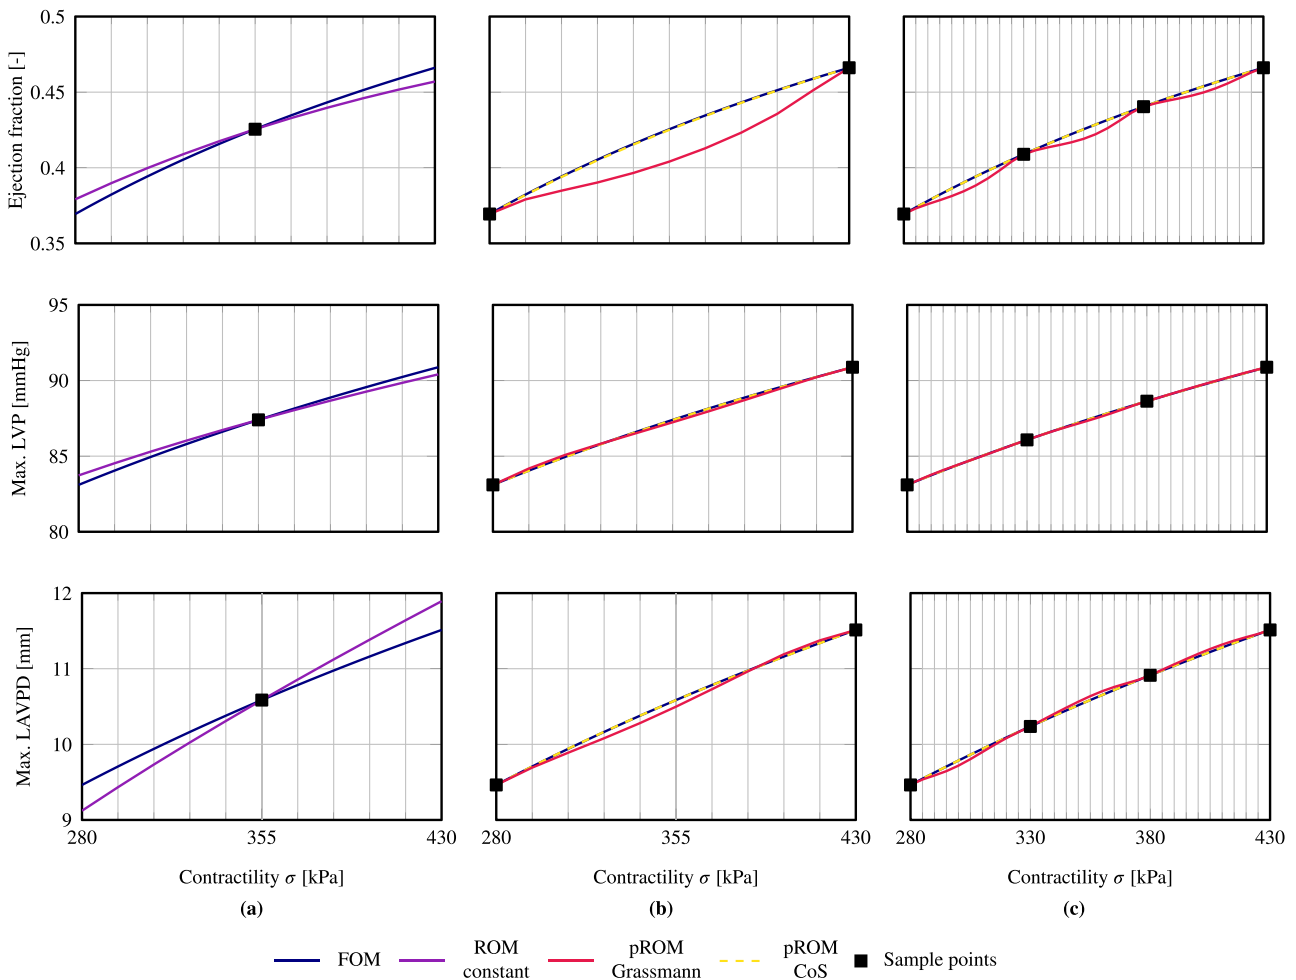 Ejection fraction [-]
0.5
0.45
0.4
0.35
Max. LVP [mmHg]
95
90
85
80
Max. LAVPD [mm]
12
11
10
9
280 355 430
280 355 430
280 330 380 430
Contractility σ [kPa]
Contractility σ [kPa]
Contractility σ [kPa]
(a)
(b)
(c)
FOM
ROM
constant
pROM
Grassmann
pROM
CoS
Sample points